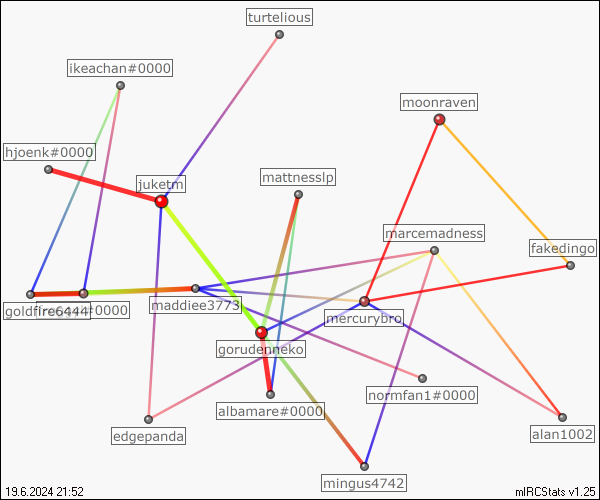 turtelious
ikeachan#0000
moonraven
hjoenk#0000
juketm
mattnesslp
marcemadness
fakedingo
goldfire6444
#0000
maddiee3773
mercurybro
gorudenneko
normfan1#0000
albamare#0000
edgepanda
alan1002
mingus4742
19.6.2024 21:52
mIRCStats v1.25